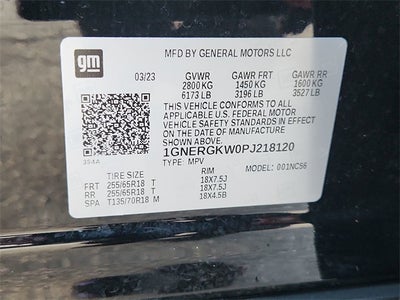 gm
MFD BY GENERAL MOTORS LLC
03/23 GVWR GAWR FRT GAWR RR
2800 KG 1450 KG 1600 KG
6173 LB 3196 LB 3527 LB
THIS VEHICLE CONFORMS TO ALL
APPLICABLE U.S. FEDERAL MOTOR
VEHICLE SAFETY STANDARDS IN EFFECT
ON THE DATE OF MANUFACTURE
SHOWN ABOVE.
1GNERGKW0PJ218120
TYPE: MPV MODEL: 001NC56
TIRE SIZE RIM
FRT 255/65R18 T 18X7.5J
RR 255/65R18 T 18X7.5J
SPA T135/70R18 M 18X4.5B